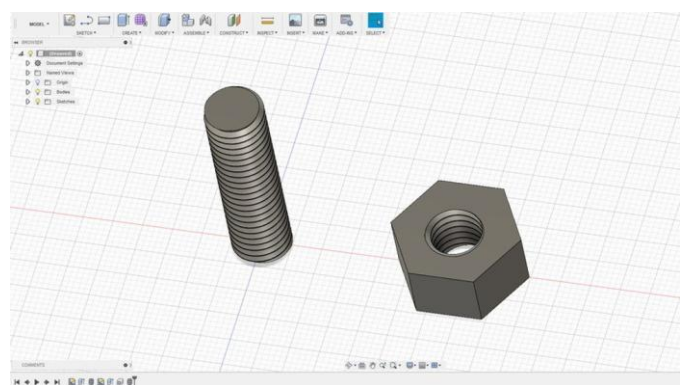 MODEL
SKETCH
CREATE
MODIFY
ASSEMBLE
CONSTRUCT
INSPECT
INSERT
MAKE
ADD-INS
SELECT
BROWSER
(Unsaved)
Document Settings
Named Views
Origin
Bodies
Sketches
COMMENTS